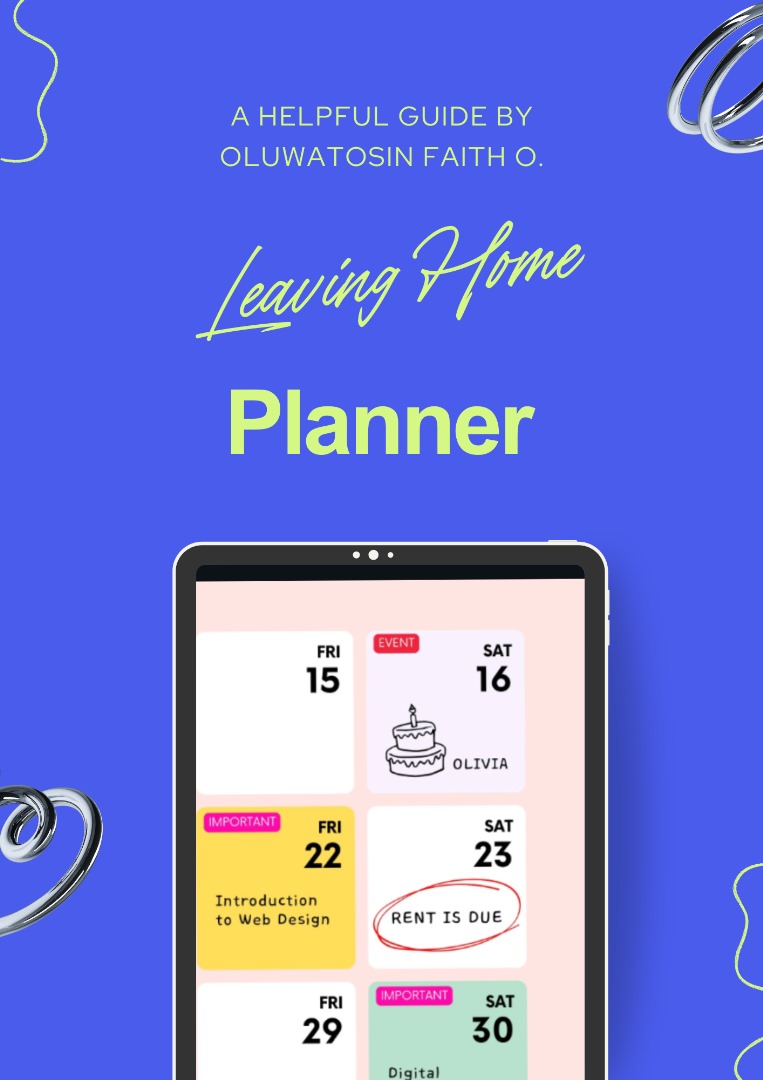 A HELPFUL GUIDE BY
OLUWATOSIN FAITH O.
Leaving Home
Planner
FRI
15
EVENT
SAT
16
OLIVIA
IMPORTANT
FRI
22
Introduction
to Web Design
SAT
23
RENT IS DUE
FRI
29
IMPORTANT
SAT
30
Digital